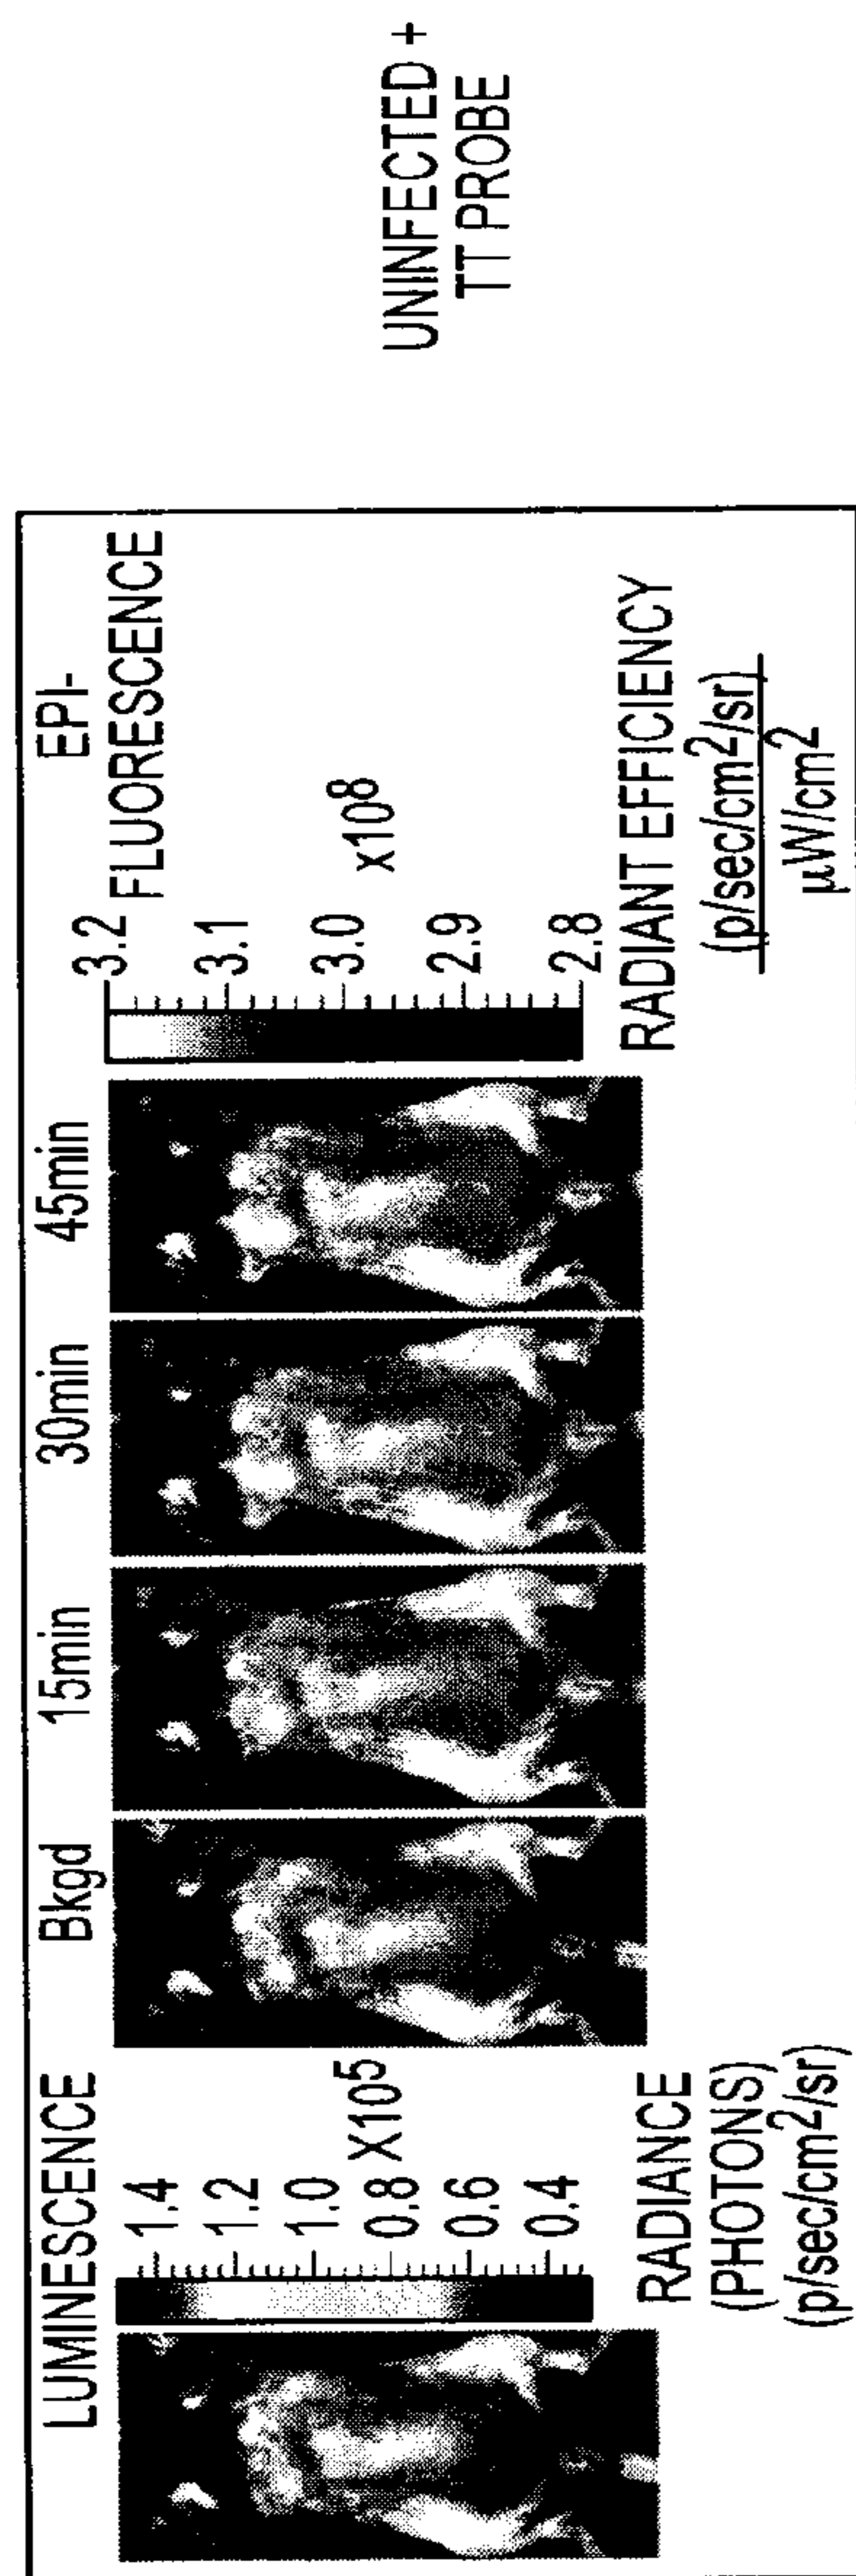 LUMINESCENCE
1.4
1.2
1.0
0.8
0.6
0.4
X10⁵
RADIANCE
(PHOTONS)
(p/sec/cm²/sr)
Bkgd
15min
30min
45min
3.2
3.1
3.0
2.9
2.8
x10⁸
EPI-
FLUORESCENCE
RADIANT EFFICIENCY
(p/sec/cm²/sr)
µW/cm²
UNINFECTED +
TT PROBE